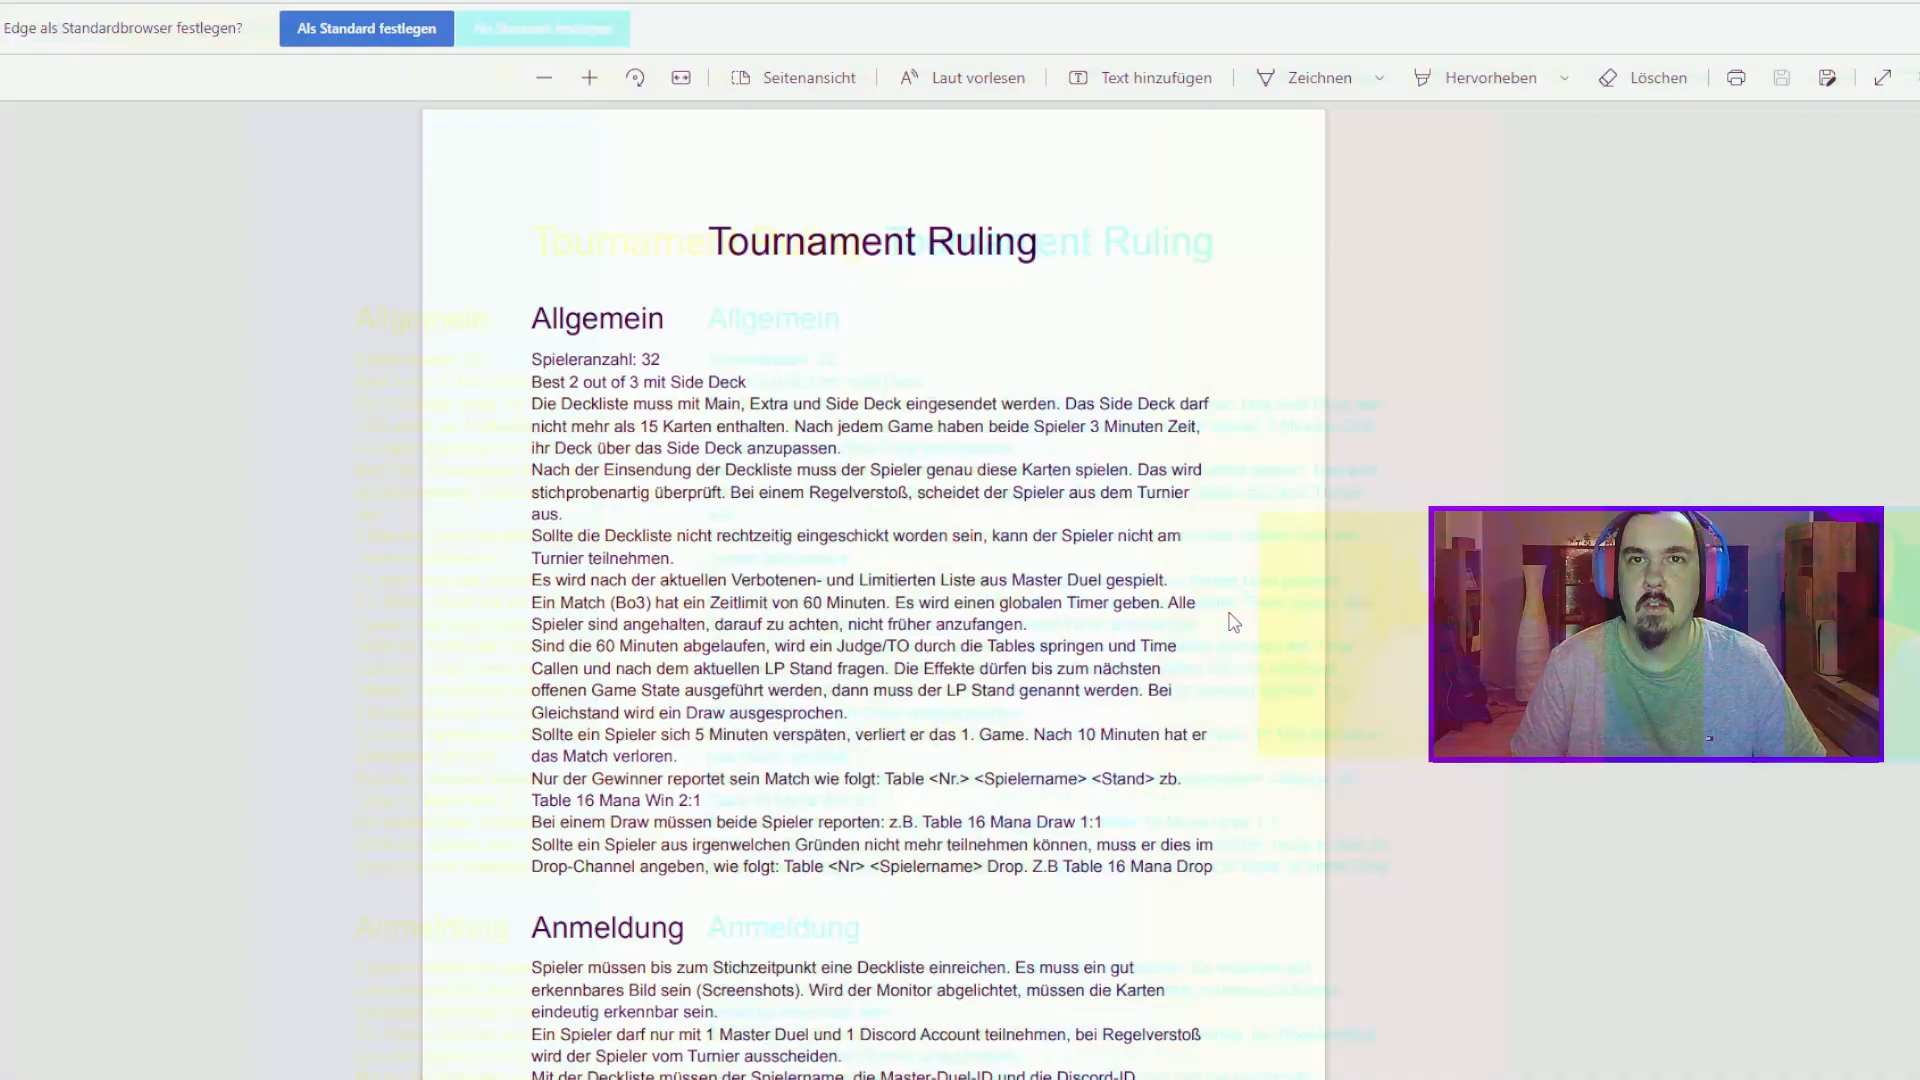 Edge als Standardbrowser festlegen?
Als Standard festlegen
Seitenansicht
Laut vorlesen
Text hinzufügen
Zeichnen
Hervorheben
Löschen
Tournament Ruling
Allgemein
Spieleranzahl: 32
Best 2 out of 3 mit Side Deck
Die Deckliste muss mit Main, Extra und Side Deck eingesendet werden. Das Side Deck darf
nicht mehr als 15 Karten enthalten. Nach jedem Game haben beide Spieler 3 Minuten Zeit,
ihr Deck über das Side Deck anzupassen.
Nach der Einsendung der Deckliste muss der Spieler genau diese Karten spielen. Das wird
stichprobenartig überprüft. Bei einem Regelverstoß, scheidet der Spieler aus dem Turnier
aus.
Sollte die Deckliste nicht rechtzeitig eingeschickt worden sein, kann der Spieler nicht am
Turnier teilnehmen.
Es wird nach der aktuellen Verbotenen- und Limitierten Liste aus Master Duel gespielt.
Ein Match (Bo3) hat ein Zeitlimit von 60 Minuten. Es wird einen globalen Timer geben. Alle
Spieler sind angehalten, darauf zu achten, nicht früher anzufangen.
Sind die 60 Minuten abgelaufen, wird ein Judge/TO durch die Tables springen und Time
Callen und nach dem aktuellen LP Stand fragen. Die Effekte dürfen bis zum nächsten
offenen Game State ausgeführt werden, dann muss der LP Stand genannt werden. Bei
Gleichstand wird ein Draw ausgesprochen.
Sollte ein Spieler sich 5 Minuten verspäten, verliert er das 1. Game. Nach 10 Minuten hat er
das Match verloren.
Nur der Gewinner reportet sein Match wie folgt: Table <Nr.> <Spielername> <Stand> zb.
Table 16 Mana Win 2:1
Bei einem Draw müssen beide Spieler reporten: z.B. Table 16 Mana Draw 1:1
Sollte ein Spieler aus irgenwelchen Gründen nicht mehr teilnehmen können, muss er dies im
Drop-Channel angeben, wie folgt: Table <Nr> <Spielername> Drop. Z.B Table 16 Mana Drop
Anmeldung
Spieler müssen bis zum Stichzeitpunkt eine Deckliste einreichen. Es muss ein gut
erkennbares Bild sein (Screenshots). Wird der Monitor abgelichtet, müssen die Karten
eindeutig erkennbar sein.
Ein Spieler darf nur mit 1 Master Duel und 1 Discord Account teilnehmen, bei Regelverstoß
wird der Spieler vom Turnier ausscheiden.
Mit der Deckliste müssen der Spielername, die Master-Duel-ID und die Discord-ID